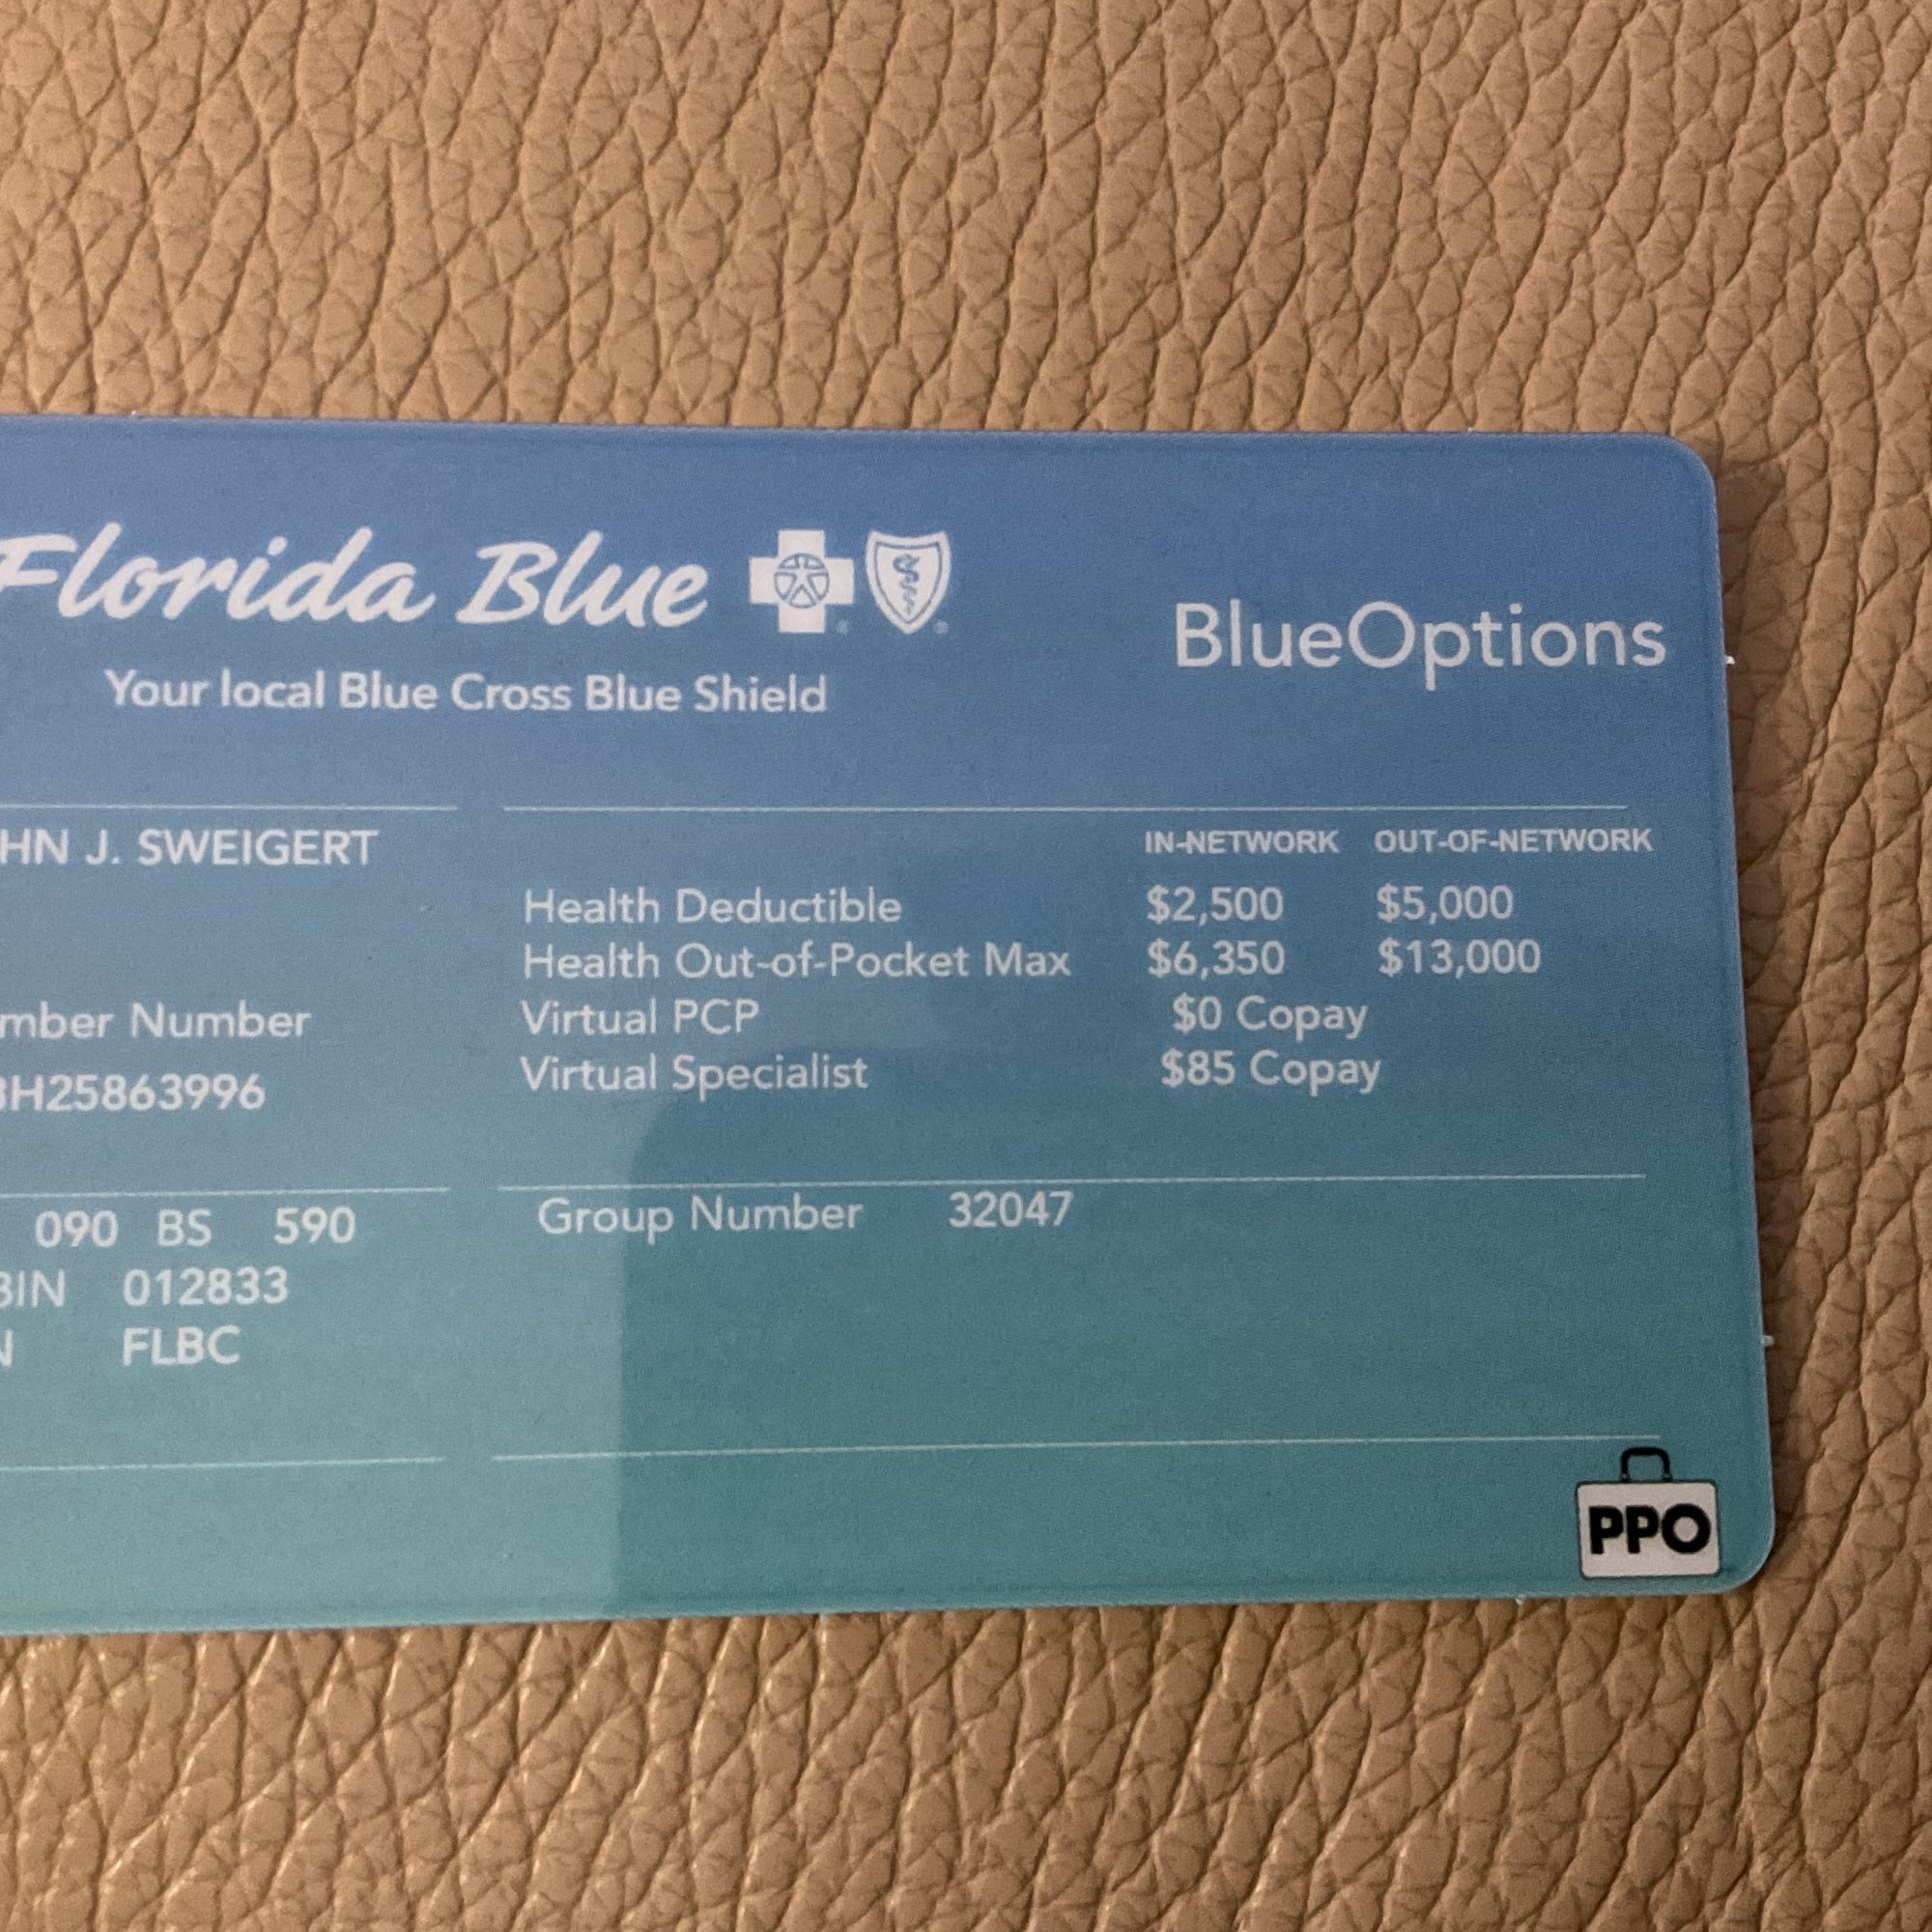 Florida Blue
BlueOptions
Your local Blue Cross Blue Shield
HN J. SWEIGERT
IN-NETWORK OUT-OF-NETWORK
Health Deductible $2,500 $5,000
Health Out-of-Pocket Max $6,350 $13,000
mber Number
Virtual PCP $0 Copay
Virtual Specialist $85 Copay
H25863996
090 BS 590
Group Number 32047
BIN 012833
N FLBC
PPO